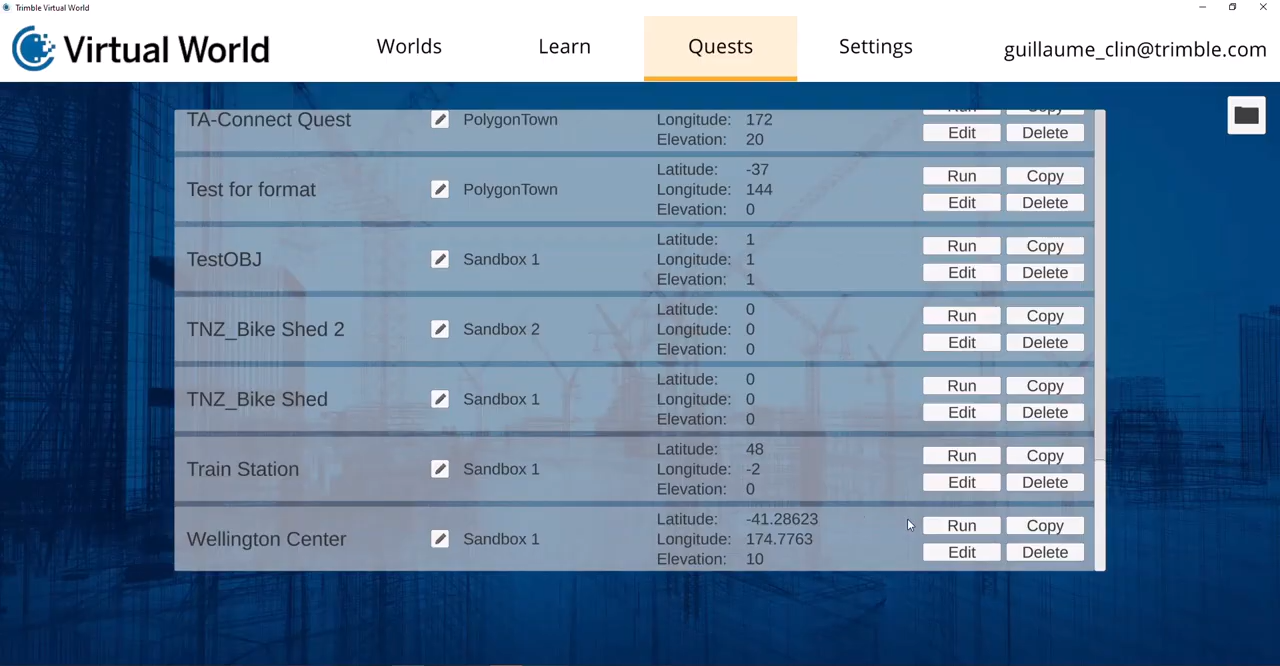 Trimble Virtual World
Virtual World
Worlds
Learn
Quests
Settings
guillaume_clin@trimble.com
TA-Connect Quest
PolygonTown
Longitude: 172
Elevation: 20
Run
Copy
Edit
Delete
Test for format
PolygonTown
Latitude: -37
Longitude: 144
Elevation: 0
Run
Copy
Edit
Delete
TestOBJ
Sandbox 1
Latitude: 1
Longitude: 1
Elevation: 1
Run
Copy
Edit
Delete
TNZ_Bike Shed 2
Sandbox 2
Latitude: 0
Longitude: 0
Elevation: 0
Run
Copy
Edit
Delete
TNZ_Bike Shed
Sandbox 1
Latitude: 0
Longitude: 0
Elevation: 0
Run
Copy
Edit
Delete
Train Station
Sandbox 1
Latitude: 48
Longitude: -2
Elevation: 0
Run
Copy
Edit
Delete
Wellington Center
Sandbox 1
Latitude: -41.28623
Longitude: 174.7763
Elevation: 10
Run
Copy
Edit
Delete